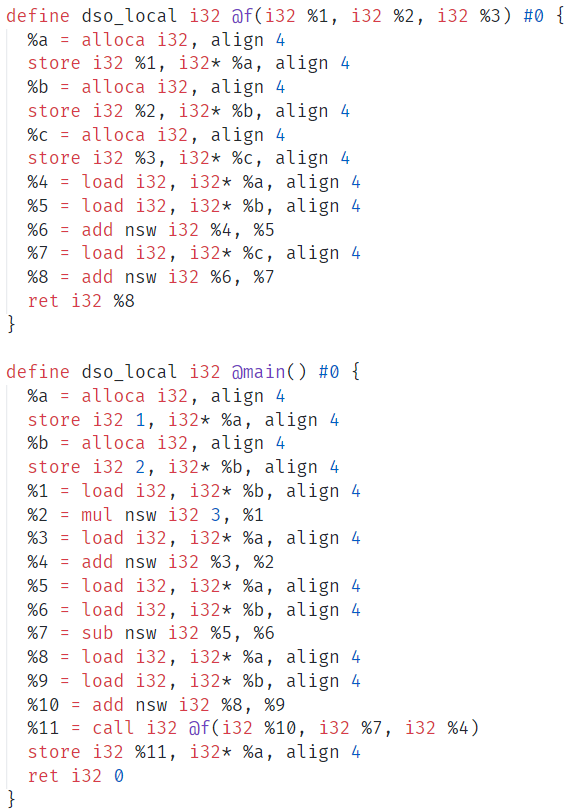 define dso_local i32 @f(i32 %1, i32 %2, i32 %3) #0 {
  %a = alloca i32, align 4
  store i32 %1, i32* %a, align 4
  %b = alloca i32, align 4
  store i32 %2, i32* %b, align 4
  %c = alloca i32, align 4
  store i32 %3, i32* %c, align 4
  %4 = load i32, i32* %a, align 4
  %5 = load i32, i32* %b, align 4
  %6 = add nsw i32 %4, %5
  %7 = load i32, i32* %c, align 4
  %8 = add nsw i32 %6, %7
  ret i32 %8
}

define dso_local i32 @main() #0 {
  %a = alloca i32, align 4
  store i32 1, i32* %a, align 4
  %b = alloca i32, align 4
  store i32 2, i32* %b, align 4
  %1 = load i32, i32* %b, align 4
  %2 = mul nsw i32 3, %1
  %3 = load i32, i32* %a, align 4
  %4 = add nsw i32 %3, %2
  %5 = load i32, i32* %a, align 4
  %6 = load i32, i32* %b, align 4
  %7 = sub nsw i32 %5, %6
  %8 = load i32, i32* %a, align 4
  %9 = load i32, i32* %b, align 4
  %10 = add nsw i32 %8, %9
  %11 = call i32 @f(i32 %10, i32 %7, i32 %4)
  store i32 %11, i32* %a, align 4
  ret i32 0
}